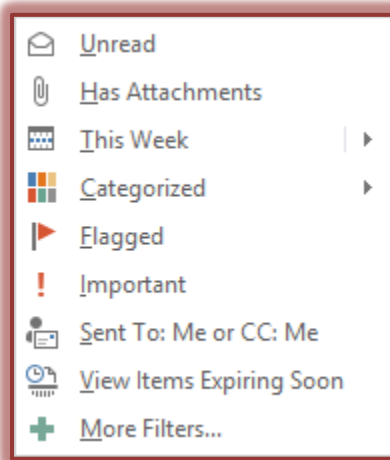 Unread
Has Attachments
This Week
Categorized
Flagged
Important
Sent To: Me or CC: Me
View Items Expiring Soon
More Filters...